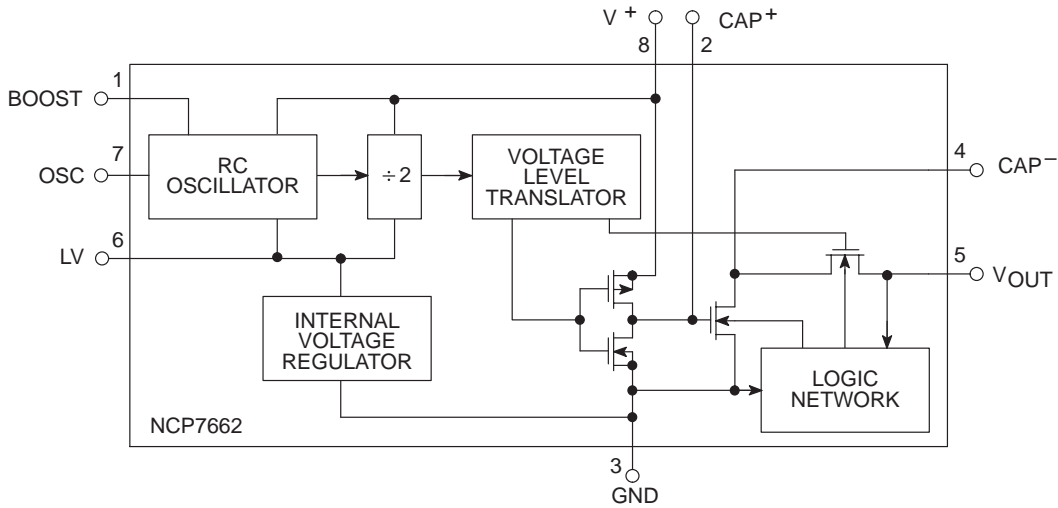 V+
CAP+
8
2
1
BOOST
7
OSC
RC
OSCILLATOR
÷2
VOLTAGE
LEVEL
TRANSLATOR
4
CAP−
6
LV
5
VOUT
INTERNAL
VOLTAGE
REGULATOR
LOGIC
NETWORK
NCP7662
3
GND